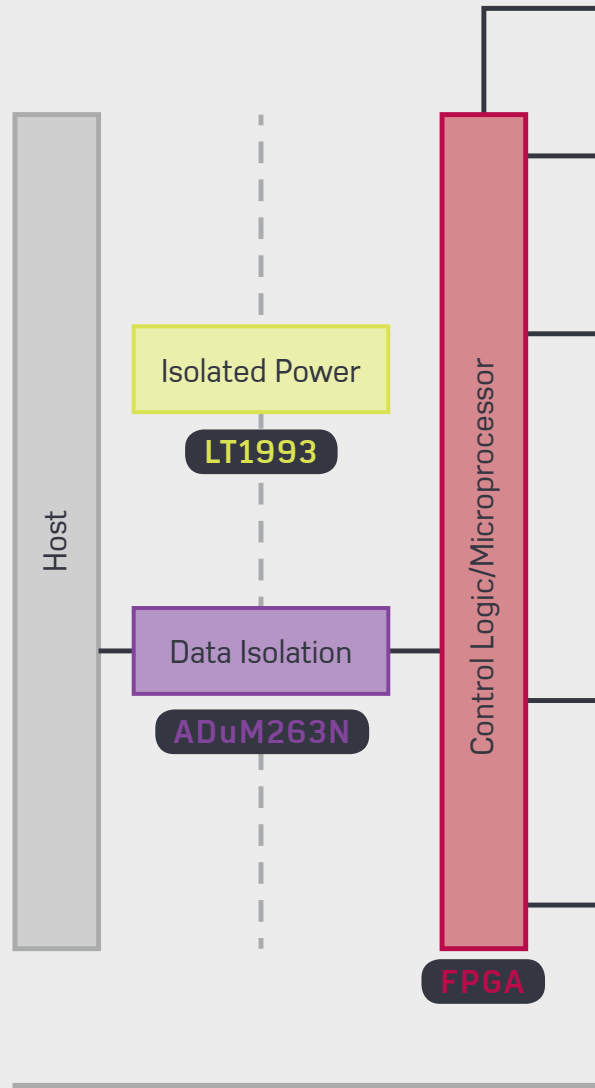 Host
Isolated Power
LT1993
Data Isolation
ADuM263N
Control Logic/Microprocessor
FPGA